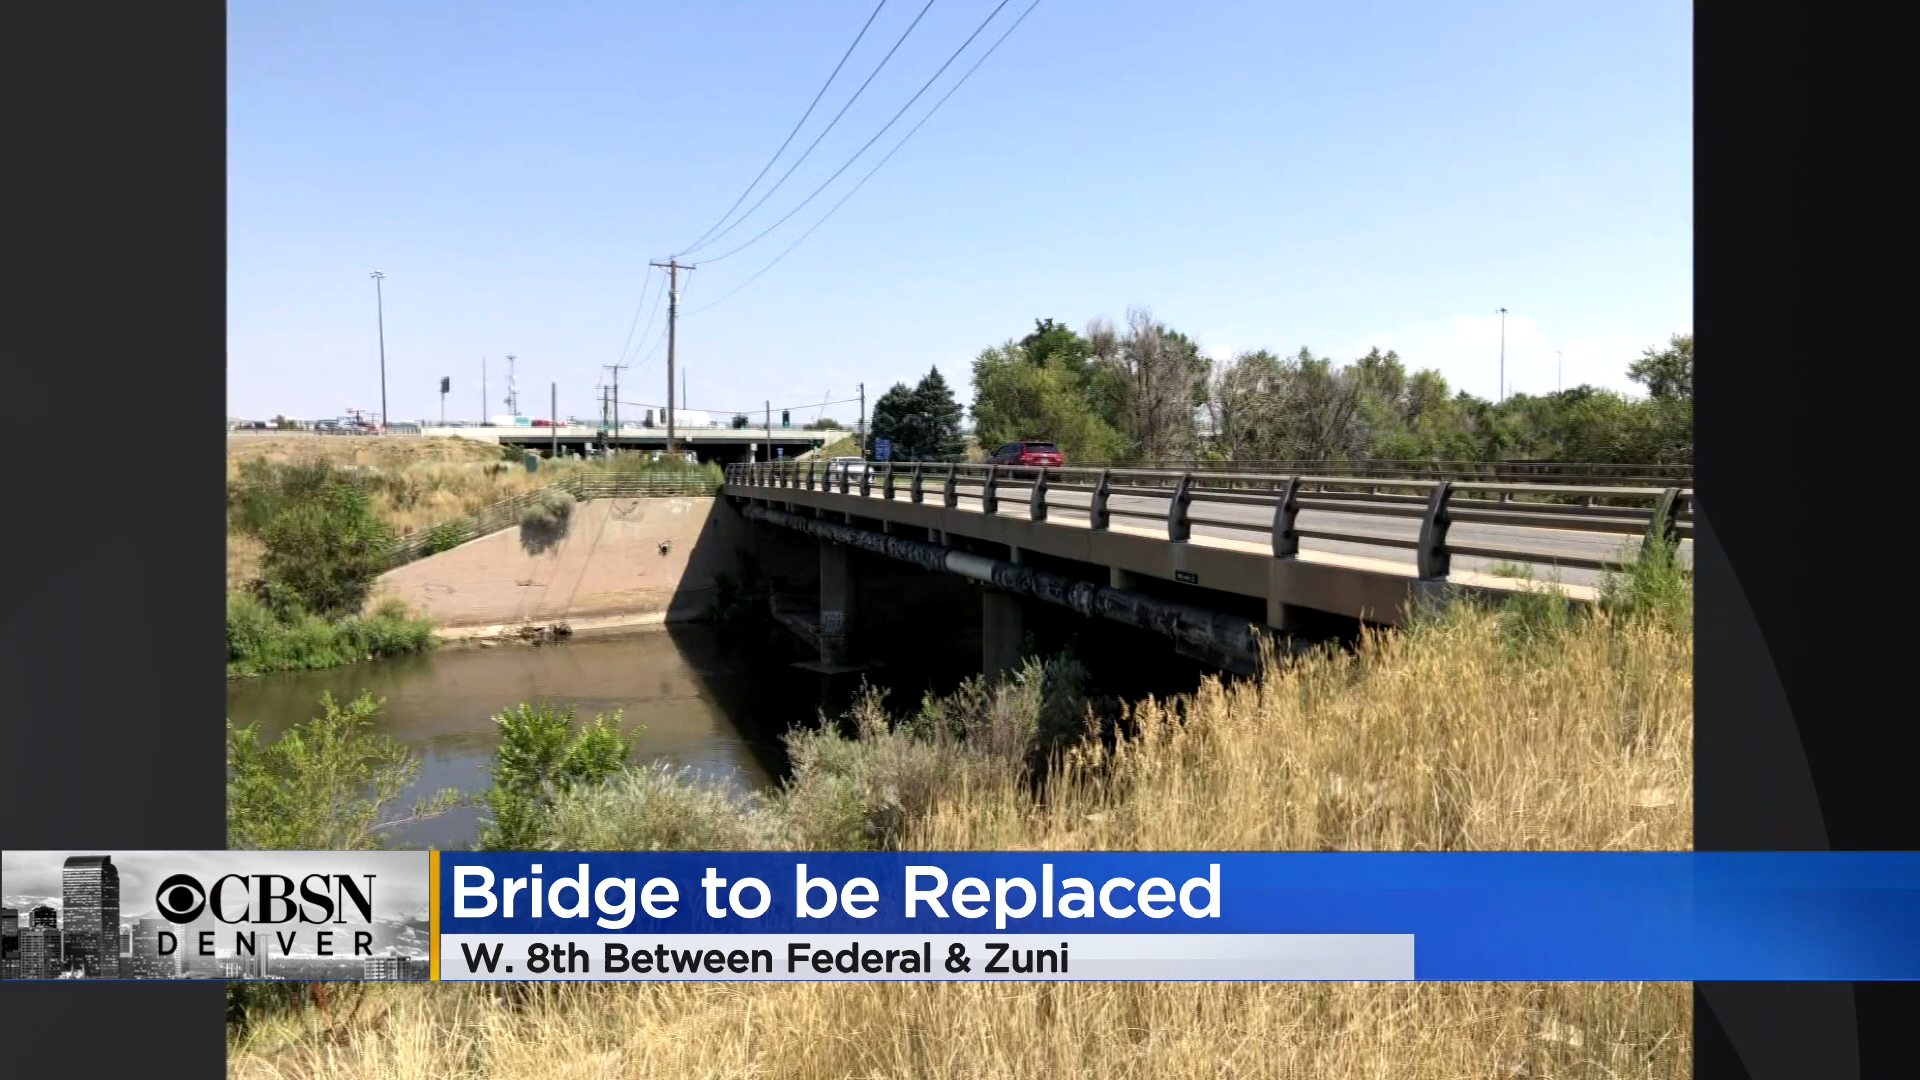 CBSN
DENVER
Bridge to be Replaced
W. 8th Between Federal & Zuni